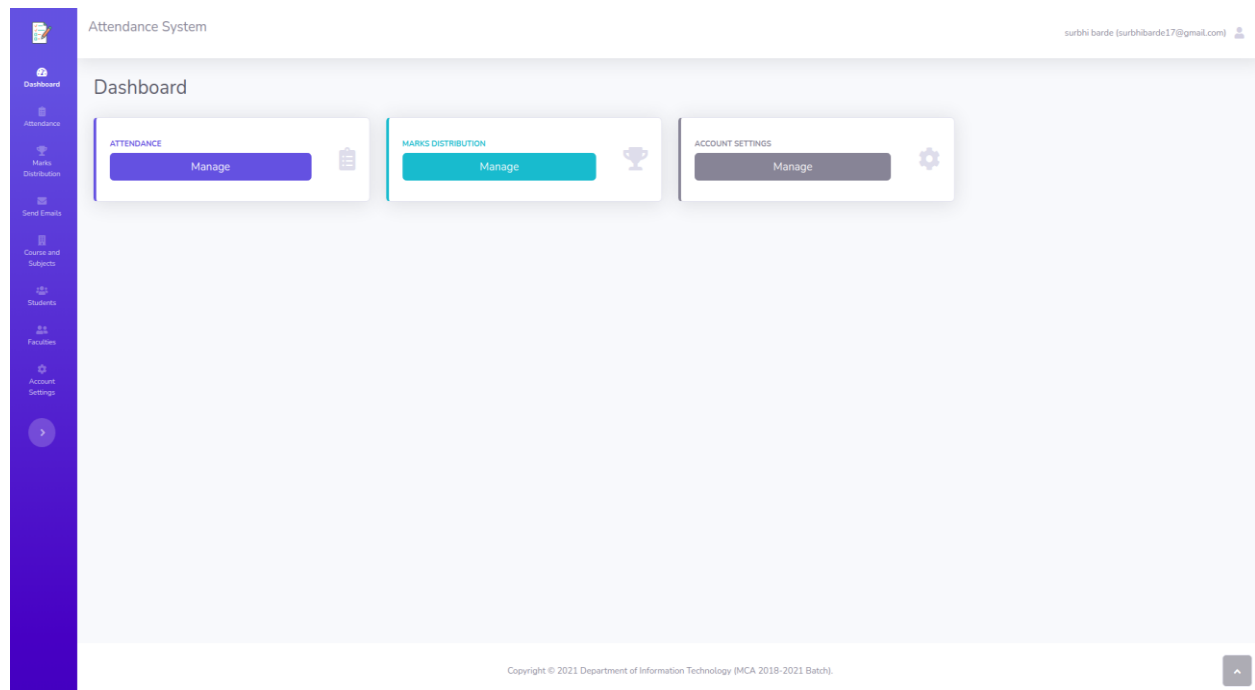 Attendance System
surbhi barde (surbhibarde17@gmail.com)
Dashboard
Attendance
Marks
Distribution
Send Emails
Course and
Subjects
Students
Faculties
Account
Settings
Dashboard
ATTENDANCE
Manage
MARKS DISTRIBUTION
Manage
ACCOUNT SETTINGS
Manage
Copyright © 2021 Department of Information Technology (MCA 2018-2021 Batch).